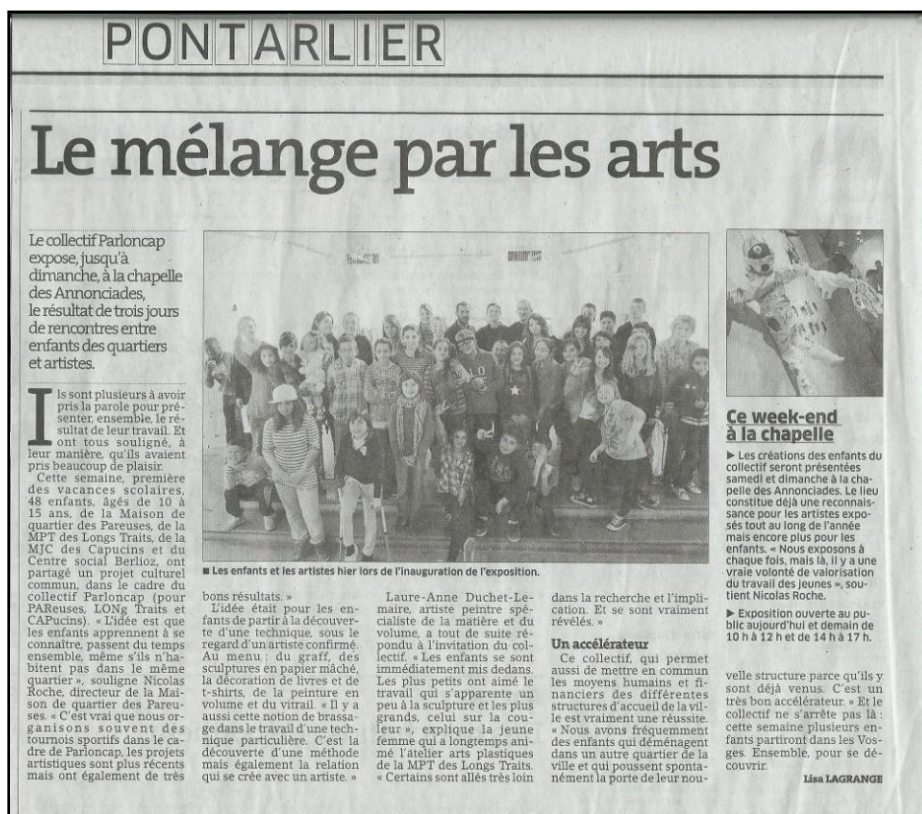 PONTARLIER
Le mélange par les arts
Le collectif Parloncap
expose, jusqu'à
dimanche, à la chapelle
des Annonciades,
le résultat de trois jours
de rencontres entre
enfants des quartiers
et artistes.
Ils sont plusieurs à avoir
pris la parole pour pré-
senter, ensemble, le ré-
sultat de leur travail. Et
ont tous souligné, à
leur manière, qu'ils avaient
pris beaucoup de plaisir.
Cette semaine, première
des vacances scolaires,
48 enfants, âgés de 10 à
15 ans, de la Maison de
quartier des Pareuses, de la
MPT des Longs Traits, de la
MJC des Capucins et du
Centre social Berlioz, ont
partagé un projet culturel
commun, dans le cadre du
collectif Parloncap (pour
PAReuses, LONg Traits et
CAPucins). « L'idée est que
les enfants apprennent à se
connaître, passent du temps
ensemble, même s'ils n'ha-
bitent pas dans le même
quartier », souligne Nicolas
Roche, directeur de la Mai-
son de quartier des Pareu-
ses. « C'est vrai que nous or-
ganisons souvent des
tournois sportifs dans le ca-
dre de Parloncap, les projets
artistiques sont plus récents
mais ont également de très
■ Les enfants et les artistes hier lors de l'inauguration de l'exposition.
bons résultats. »
L'idée était pour les en-
fants de partir à la découver-
te d'une technique, sous le
regard d'un artiste confirmé.
Au menu : du graff, des
sculptures en papier mâché,
la décoration de livres et de
t-shirts, de la peinture en
volume et du vitrail. « Il y a
aussi cette notion de brassa-
ge dans le travail d'une tech-
nique particulière. C'est la
découverte d'une méthode
mais également la relation
qui se crée avec un artiste. »
Laure-Anne Duchet-Le-
maire, artiste peintre spé-
cialiste de la matière et du
volume, a tout de suite ré-
pondu à l'invitation du col-
lectif. « Les enfants se sont
immédiatement mis dedans.
Les plus petits ont aimé le
travail qui s'apparente un
peu à la sculpture et les plus
grands, celui sur la cou-
leur », explique la jeune
femme qui a longtemps ani-
mé l'atelier arts plastiques
de la MPT des Longs Traits.
« Certains sont allés très loin
dans la recherche et l'impli-
cation. Et se sont vraiment
révélés. »
Un accélérateur
Ce collectif, qui permet
aussi de mettre en commun
les moyens humains et fi-
nanciers des différentes
structures d'accueil de la vil-
le est vraiment une réussite.
« Nous avons fréquemment
des enfants qui déménagent
dans un autre quartier de la
ville et qui poussent sponta-
nément la porte de leur nou-
velle structure parce qu'ils y
sont déjà venus. C'est un
très bon accélérateur. » Et le
collectif ne s'arrête pas là :
cette semaine plusieurs en-
fants partiront dans les Vos-
ges. Ensemble, pour se dé-
couvrir.
Lisa LAGRANGE
Ce week-end
à la chapelle
► Les créations des enfants du
collectif seront présentées
samedi et dimanche à la cha-
pelle des Annonciades. Le lieu
constitue déjà une reconnais-
sance pour les artistes expo-
sés tout au long de l'année
mais encore plus pour les
enfants. « Nous exposons à
chaque fois, mais là, il y a une
vraie volonté de valorisation
du travail des jeunes », sou-
tient Nicolas Roche.
► Exposition ouverte au pu-
blic aujourd'hui et demain de
10 h à 12 h et de 14 h à 17 h.